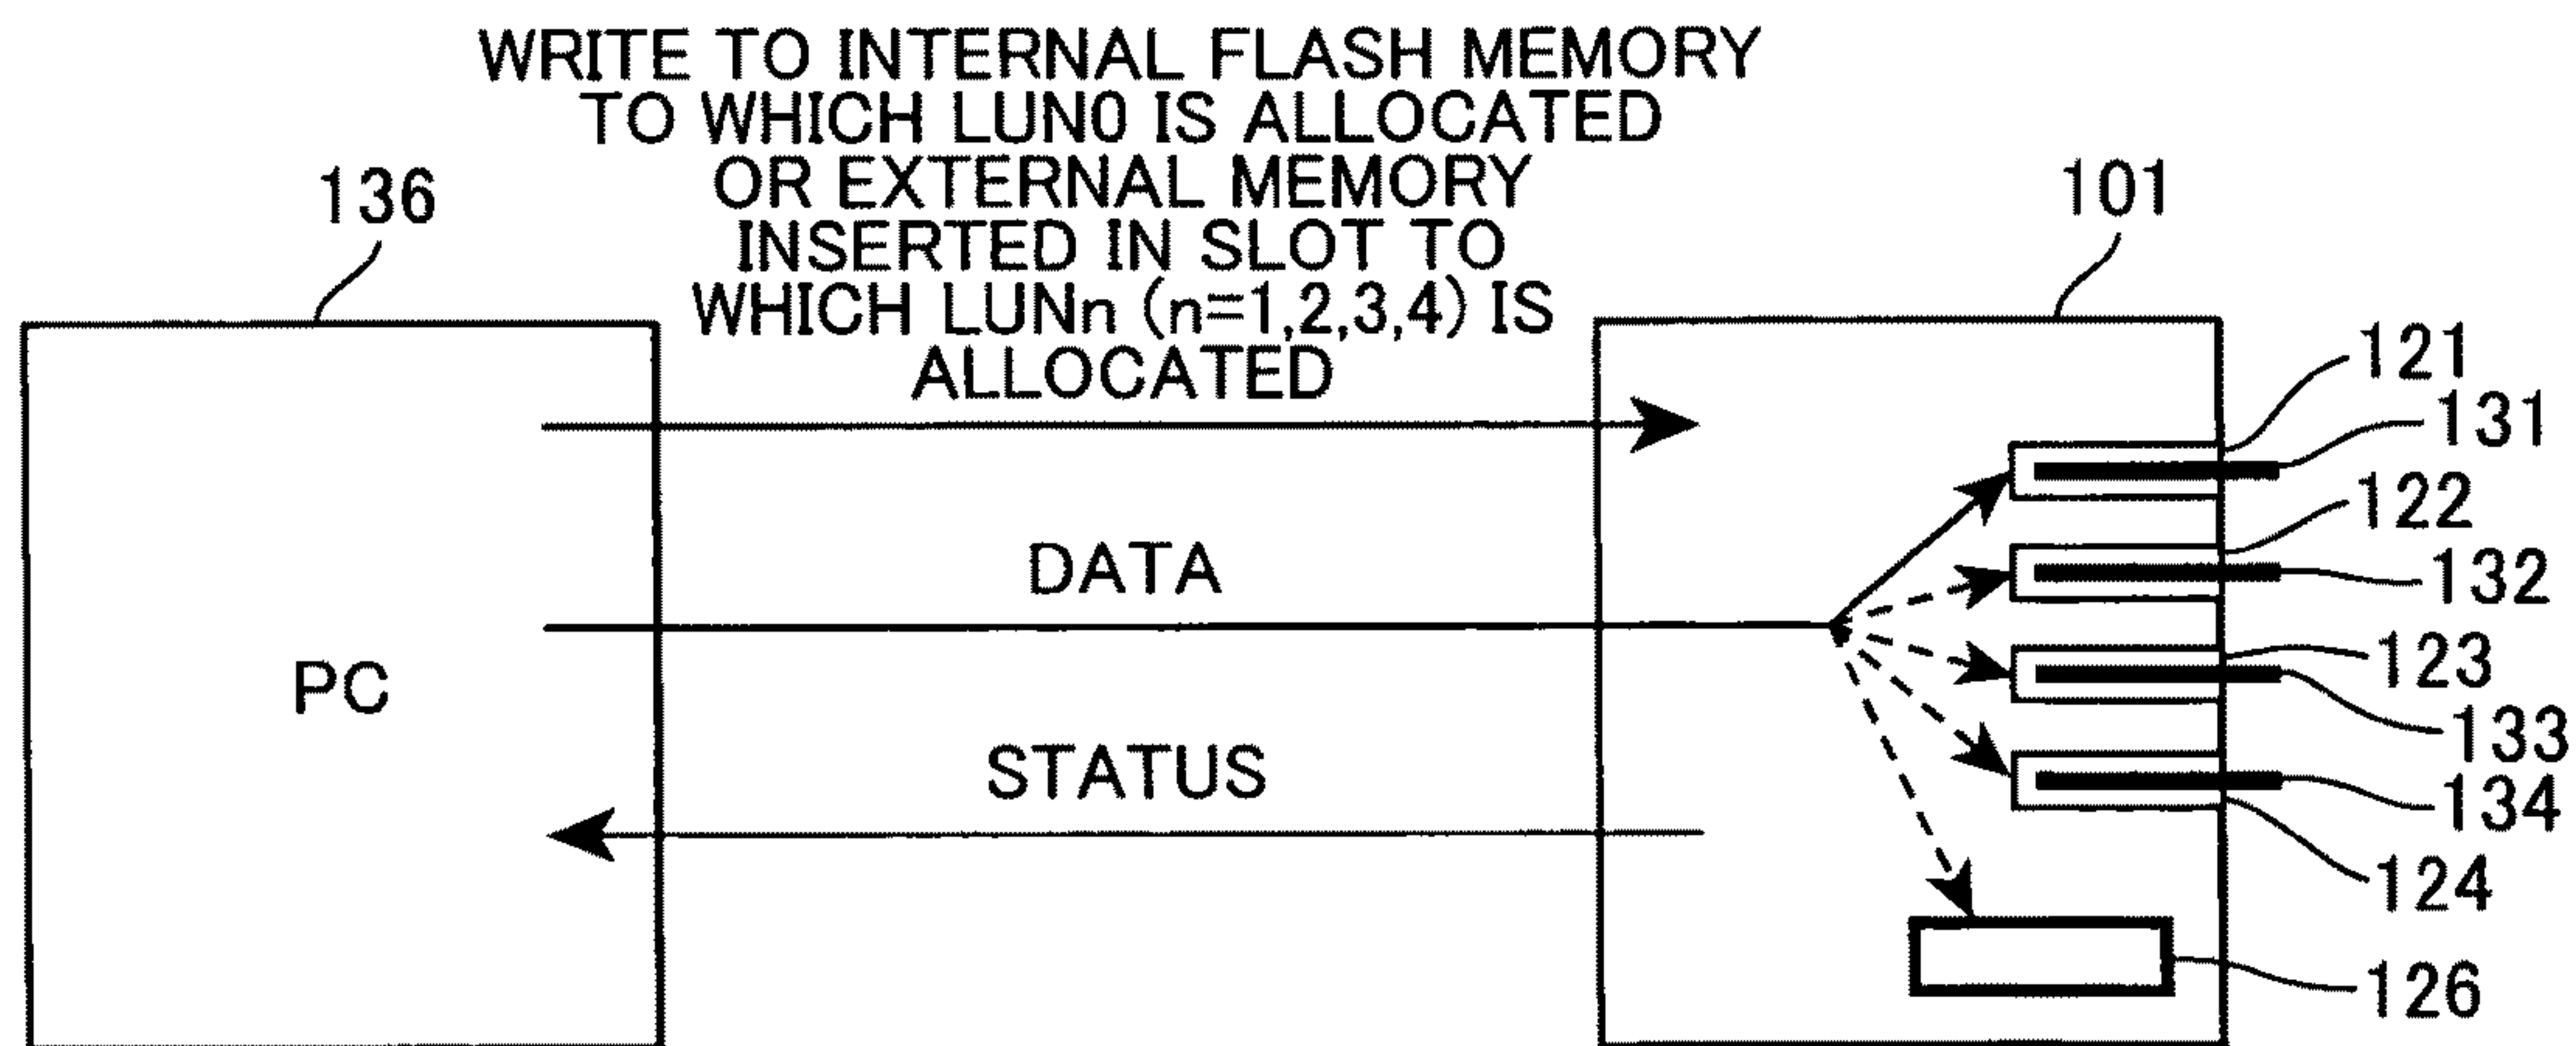 WRITE TO INTERNAL FLASH MEMORY
TO WHICH LUN0 IS ALLOCATED
OR EXTERNAL MEMORY
INSERTED IN SLOT TO
WHICH LUNn (n=1,2,3,4) IS
ALLOCATED
136
101
121
131
122
DATA
132
123
PC
133
STATUS
134
124
126